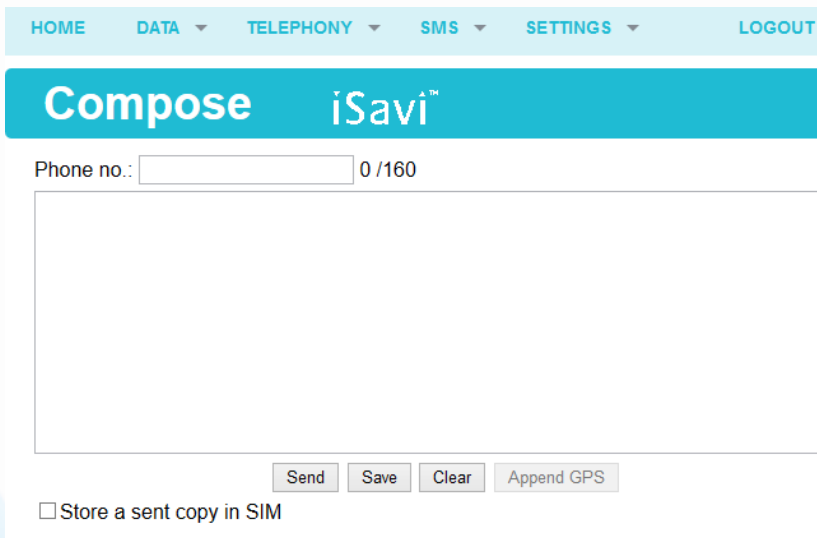 HOME DATA TELEPHONY SMS SETTINGS LOGOUT
Compose iSavi™
Phone no.: 0 /160
Send Save Clear Append GPS
Store a sent copy in SIM